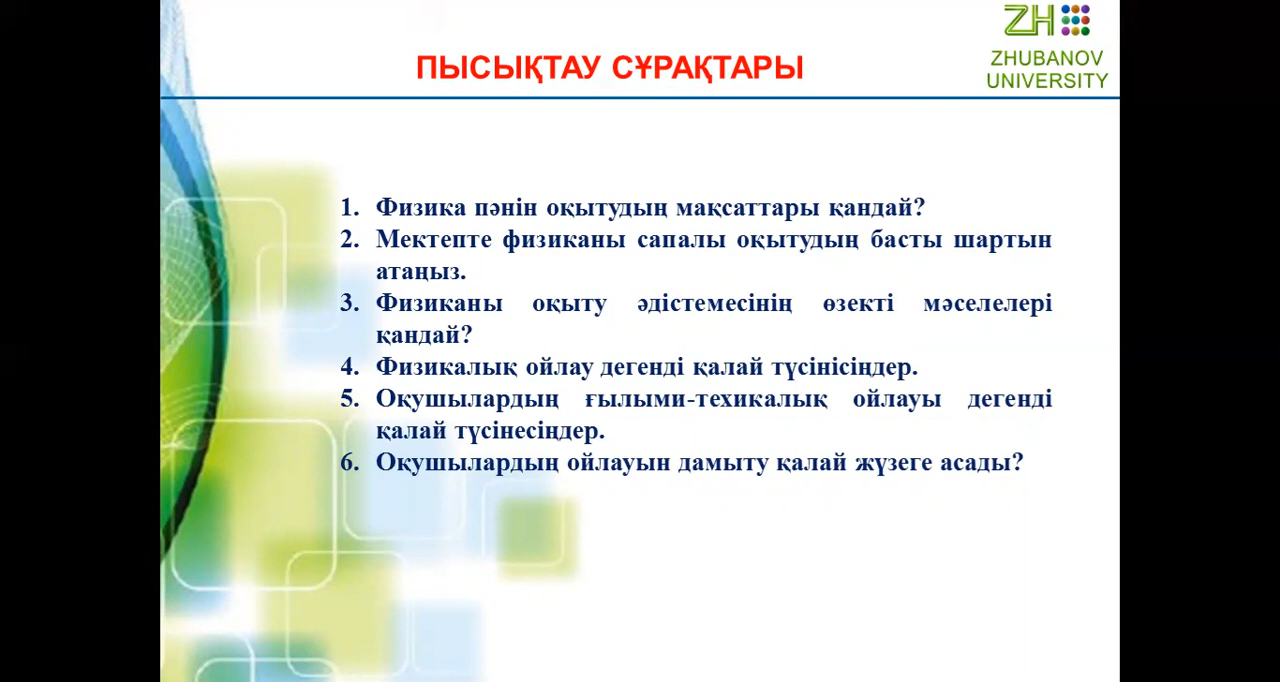 ZH
ZHUBANOV
UNIVERSITY
ПЫСЫҚТАУ СҰРАҚТАРЫ
1. Физика пәнін оқытудың мақсаттары қандай?
2. Мектепте физиканы сапалы оқытудың басты шартын
атаңыз.
3. Физиканы оқыту әдістемесінің өзекті мәселелері
қандай?
4. Физикалық ойлау дегенді қалай түсінісіңдер.
5. Оқушылардың ғылыми-техикалық ойлауы дегенді
қалай түсінесіңдер.
6. Оқушылардың ойлауын дамыту қалай жүзеге асады?